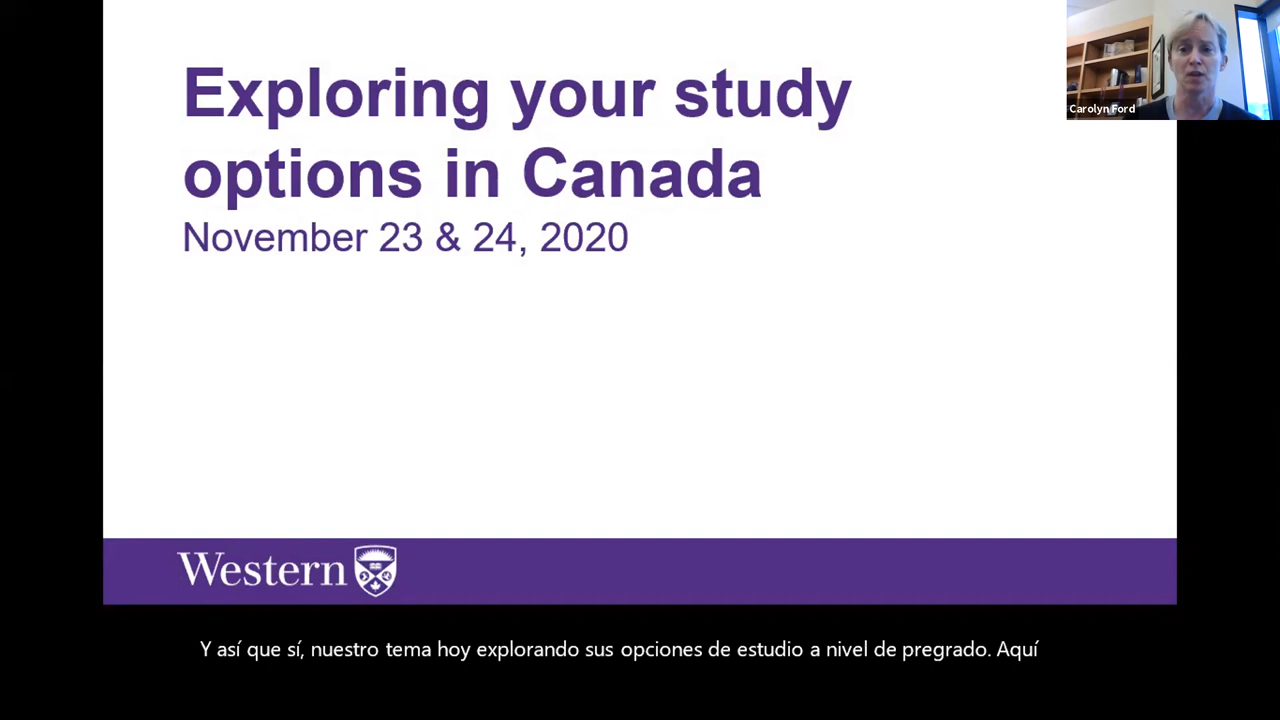 Exploring your study
options in Canada
November 23 & 24, 2020
Carolyn Ford
Western
Y así que sí, nuestro tema hoy explorando sus opciones de estudio a nivel de pregrado. Aquí